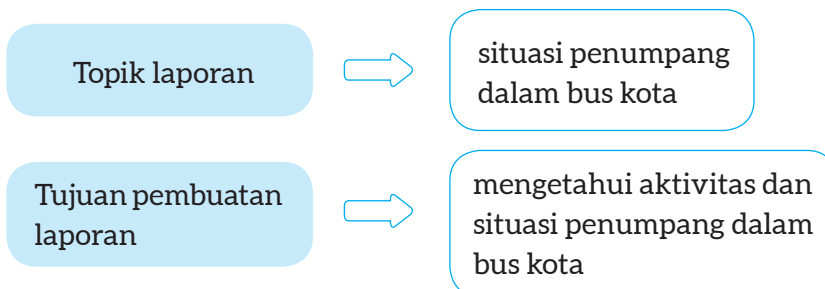 Topik laporan
situasi penumpang
dalam bus kota
Tujuan pembuatan
laporan
mengetahui aktivitas dan
situasi penumpang dalam
bus kota